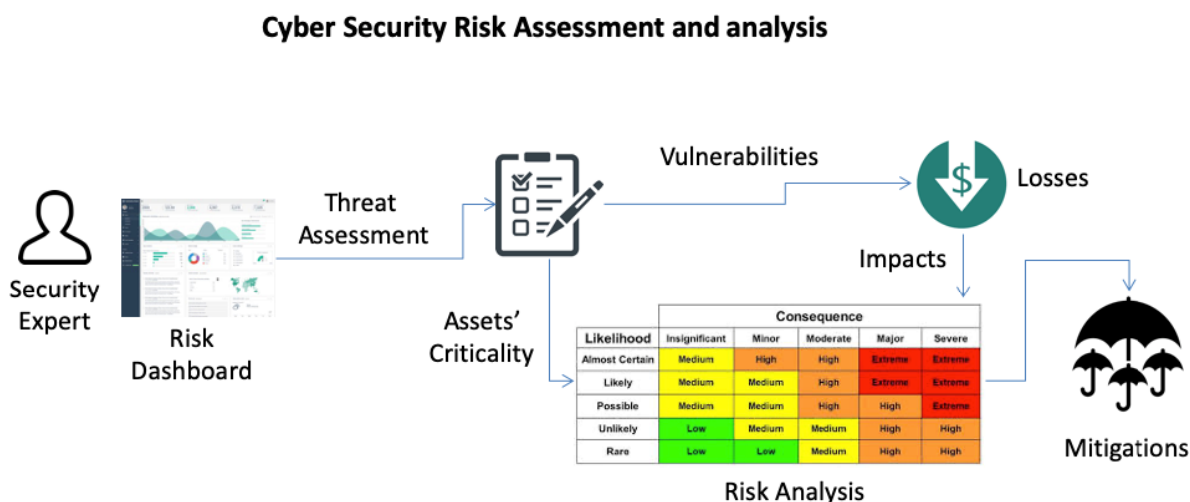 Cyber Security Risk Assessment and analysis
Security
Expert
Risk
Dashboard
Threat
Assessment
Vulnerabilities
$
Losses
Impacts
Assets'
Criticality
Consequence
Likelihood Insignificant Minor Moderate Major Severe
Almost Certain Medium High High Extreme Extreme
Likely Medium Medium High Extreme Extreme
Possible Medium Medium High High Extreme
Unlikely Low Medium Medium High High
Rare Low Low Medium High High
Risk Analysis
Mitigations